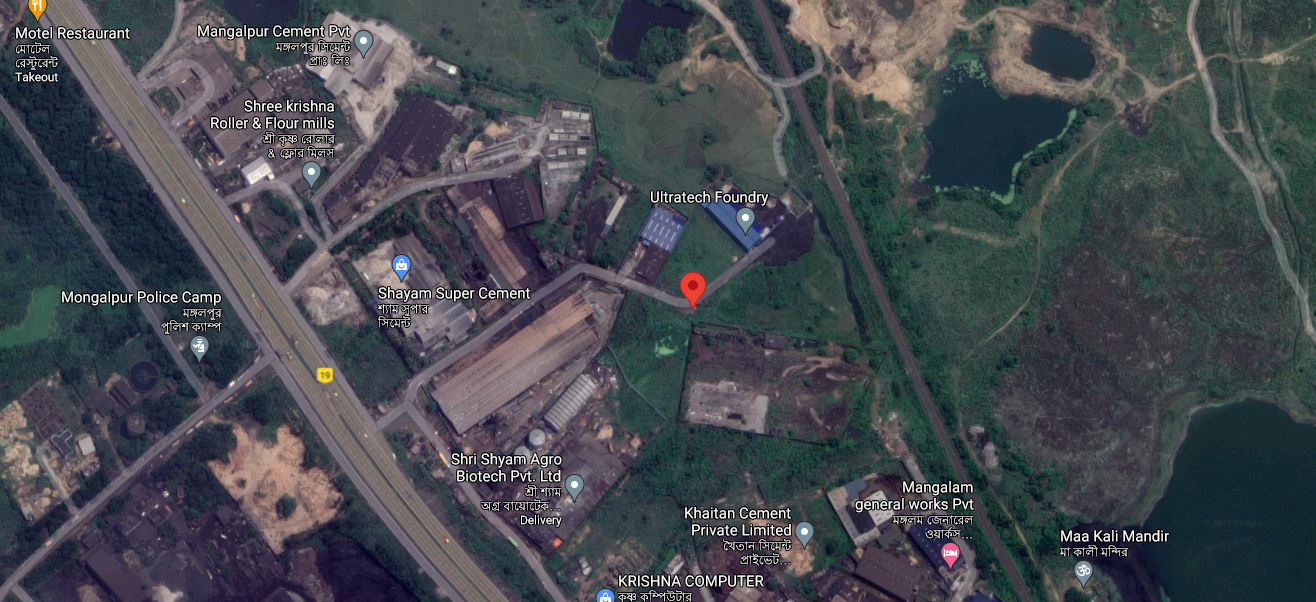 Motel Restaurant
মোটেল
রেস্টুরেন্ট
Takeout
Mangalpur Cement Pvt
মঙ্গলপুর সিমেন্ট
প্রাঃ লিঃ
Shree krishna
Roller & Flour mills
শ্রী কৃষ্ণ রোলার
& ফ্লোর মিলস
Ultratech Foundry
Shayam Super Cement
শ্যাম সুপার
সিমেন্ট
Mongalpur Police Camp
মঙ্গলপুর
পুলিশ ক্যাম্প
19
Shri Shyam Agro
Biotech Pvt. Ltd
শ্রী শ্যাম
অগ্র বায়োটেক...
Delivery
Khaitan Cement
Private Limited
খৈতান সিমেন্ট
প্রাইভেট...
Mangalam
general works Pvt
মঙ্গলম জেনারেল
ওয়ার্কস...
Maa Kali Mandir
মা কালী মন্দির
KRISHNA COMPUTER
কৃষ্ণ কম্পিউটার